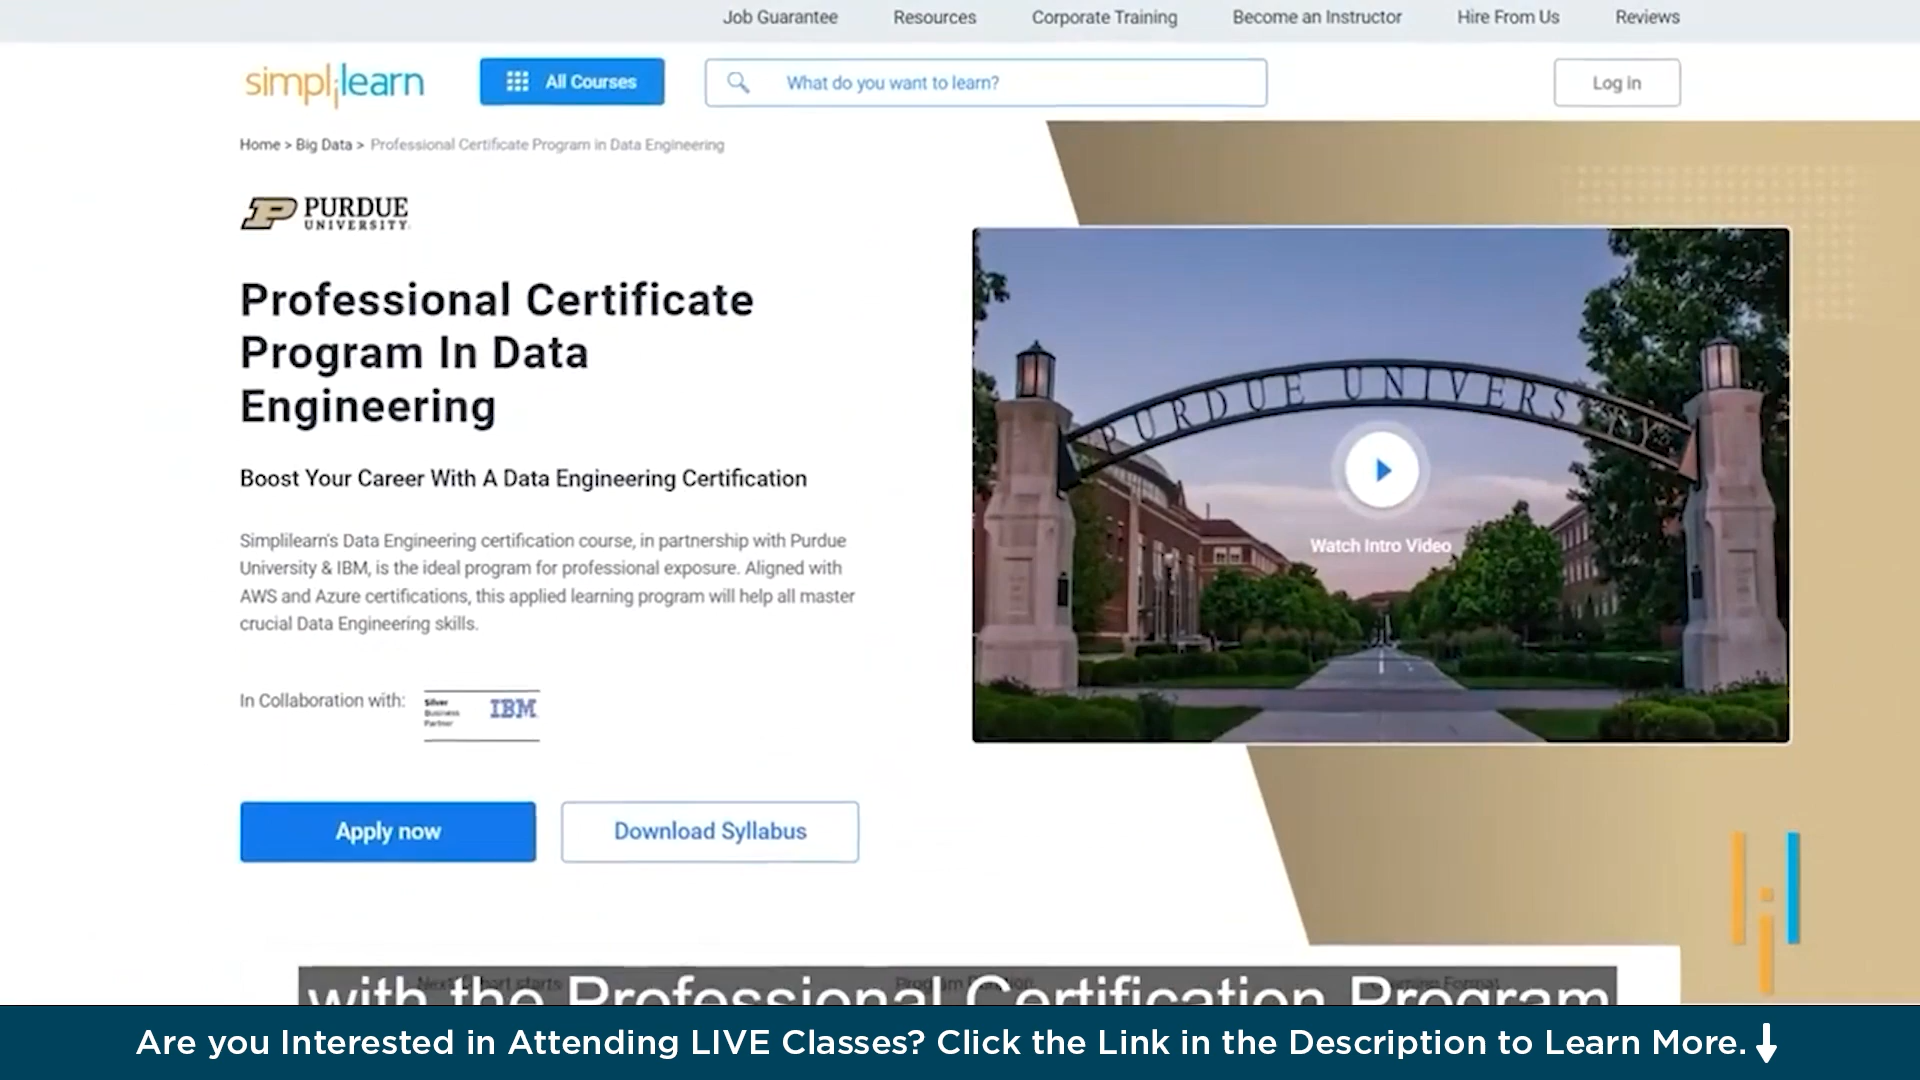 Job Guarantee Resources Corporate Training Become an Instructor Hire From Us Reviews
simplilearn All Courses What do you want to learn? Log in
Home > Big Data > Professional Certificate Program in Data Engineering
PURDUE
UNIVERSITY
Professional Certificate
Program In Data
Engineering
Boost Your Career With A Data Engineering Certification
Simplilearn's Data Engineering certification course, in partnership with Purdue
University & IBM, is the ideal program for professional exposure. Aligned with
AWS and Azure certifications, this applied learning program will help all master
crucial Data Engineering skills.
In Collaboration with:
Silver
Business
Partner
IBM
Apply now Download Syllabus
PURDUE UNIVERSITY
Watch Intro Video
with the Professional Certification Program
Are you Interested in Attending LIVE Classes? Click the Link in the Description to Learn More.